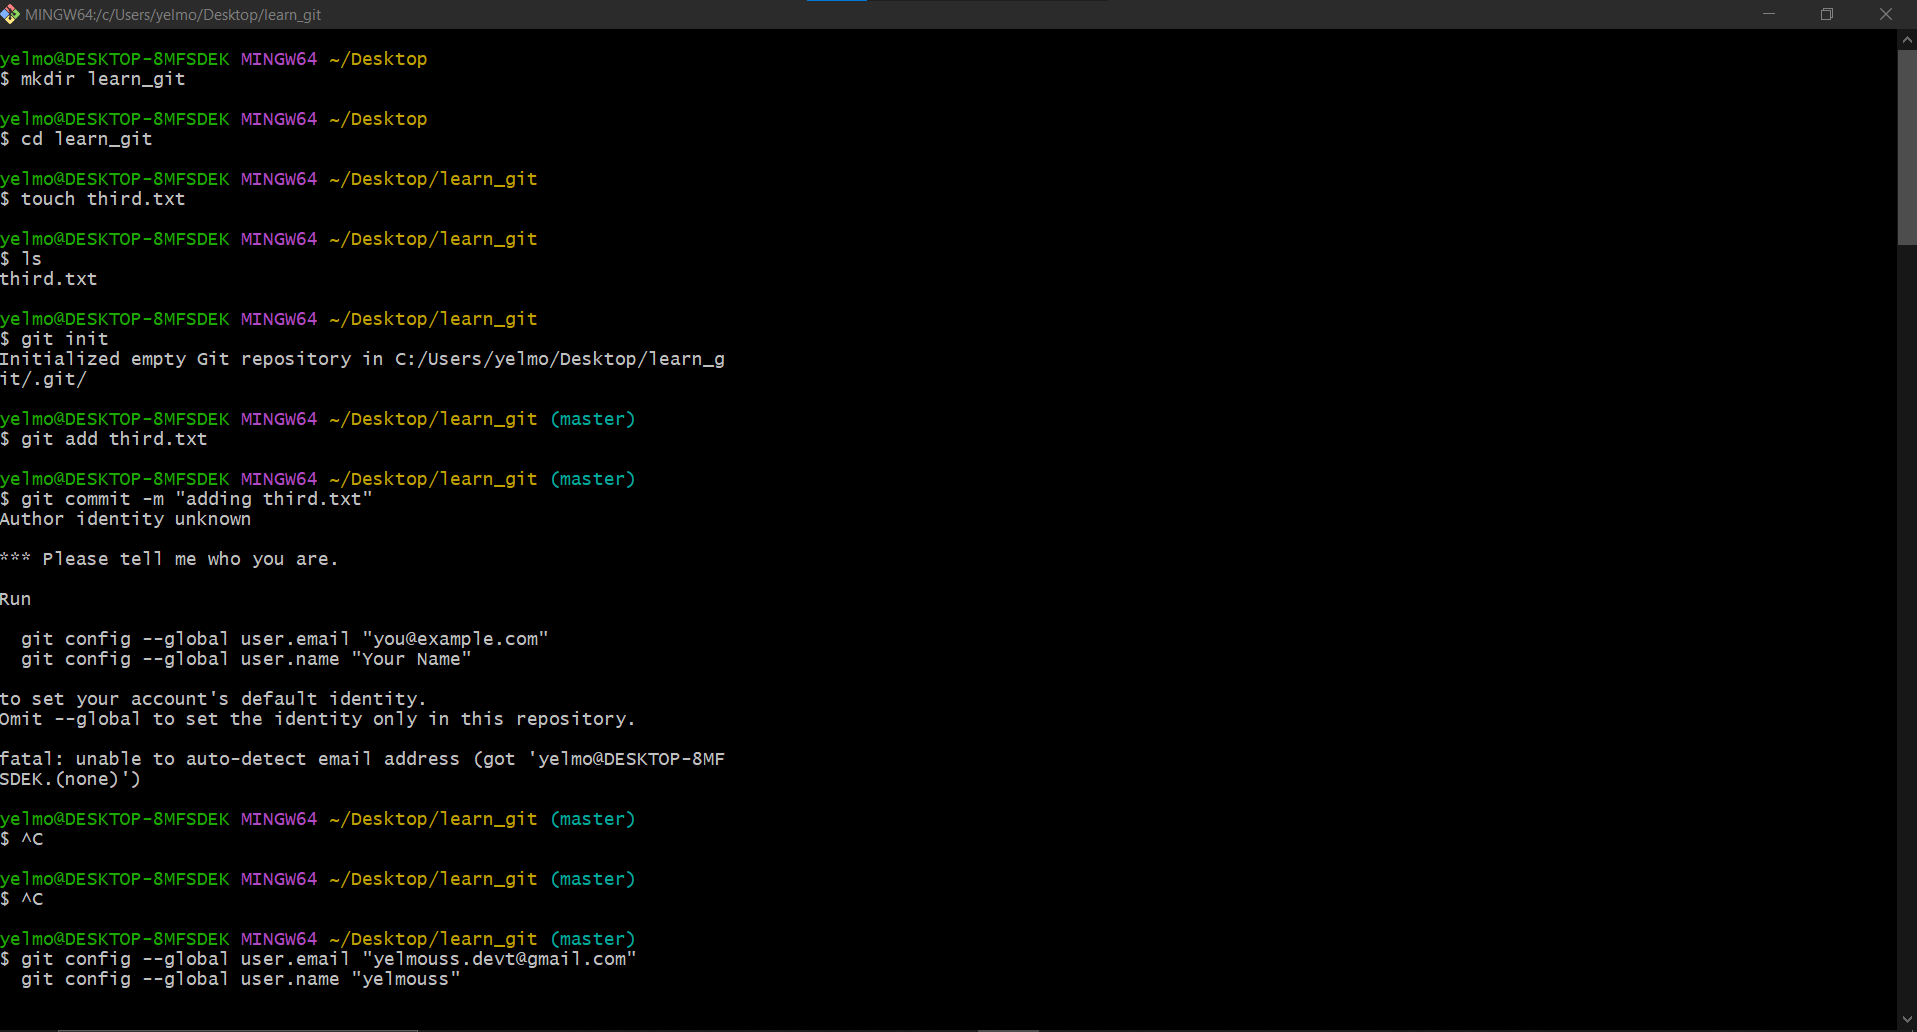 MINGW64:/c/Users/yelmo/Desktop/learn_git
yelmo@DESKTOP-8MFSDEK MINGW64 ~/Desktop
$ mkdir learn_git
yelmo@DESKTOP-8MFSDEK MINGW64 ~/Desktop
$ cd learn_git
yelmo@DESKTOP-8MFSDEK MINGW64 ~/Desktop/learn_git
$ touch third.txt
yelmo@DESKTOP-8MFSDEK MINGW64 ~/Desktop/learn_git
$ ls
third.txt
yelmo@DESKTOP-8MFSDEK MINGW64 ~/Desktop/learn_git
$ git init
Initialized empty Git repository in C:/Users/yelmo/Desktop/learn_g
it/.git/
yelmo@DESKTOP-8MFSDEK MINGW64 ~/Desktop/learn_git (master)
$ git add third.txt
yelmo@DESKTOP-8MFSDEK MINGW64 ~/Desktop/learn_git (master)
$ git commit -m "adding third.txt"
Author identity unknown
*** Please tell me who you are.
Run
  git config --global user.email "you@example.com"
  git config --global user.name "Your Name"
to set your account's default identity.
Omit --global to set the identity only in this repository.
fatal: unable to auto-detect email address (got 'yelmo@DESKTOP-8MF
SDEK.(none)')
yelmo@DESKTOP-8MFSDEK MINGW64 ~/Desktop/learn_git (master)
$ ^C
yelmo@DESKTOP-8MFSDEK MINGW64 ~/Desktop/learn_git (master)
$ ^C
yelmo@DESKTOP-8MFSDEK MINGW64 ~/Desktop/learn_git (master)
$ git config --global user.email "yelmouss.devt@gmail.com"
  git config --global user.name "yelmouss"